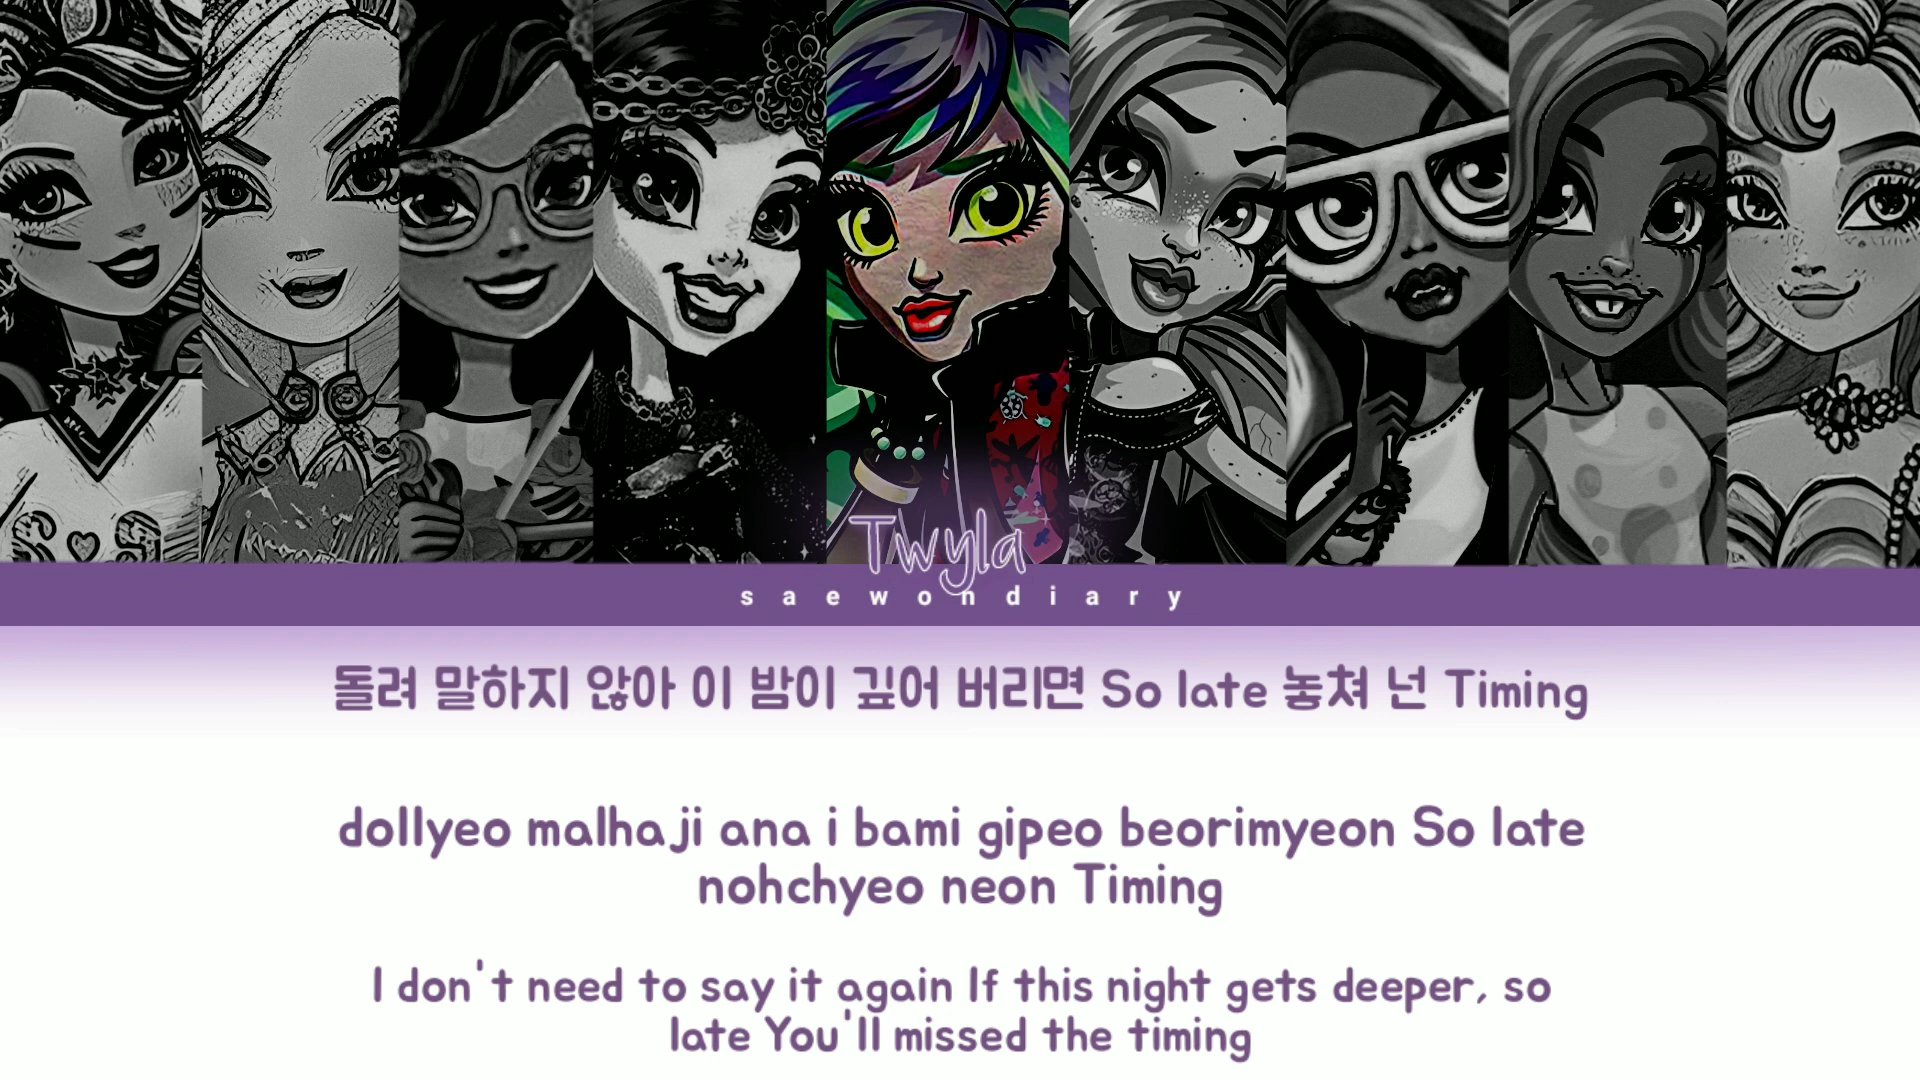 Twyla
saewondiary
돌려 말하지 않아 이 밤이 깊어 버리면 So late 놓쳐 넌 Timing
dollyeo malhaji ana i bami gipeo beorimyeon So late
nohchyeo neon Timing
I don't need to say it again If this night gets deeper, so
late You'll missed the timing